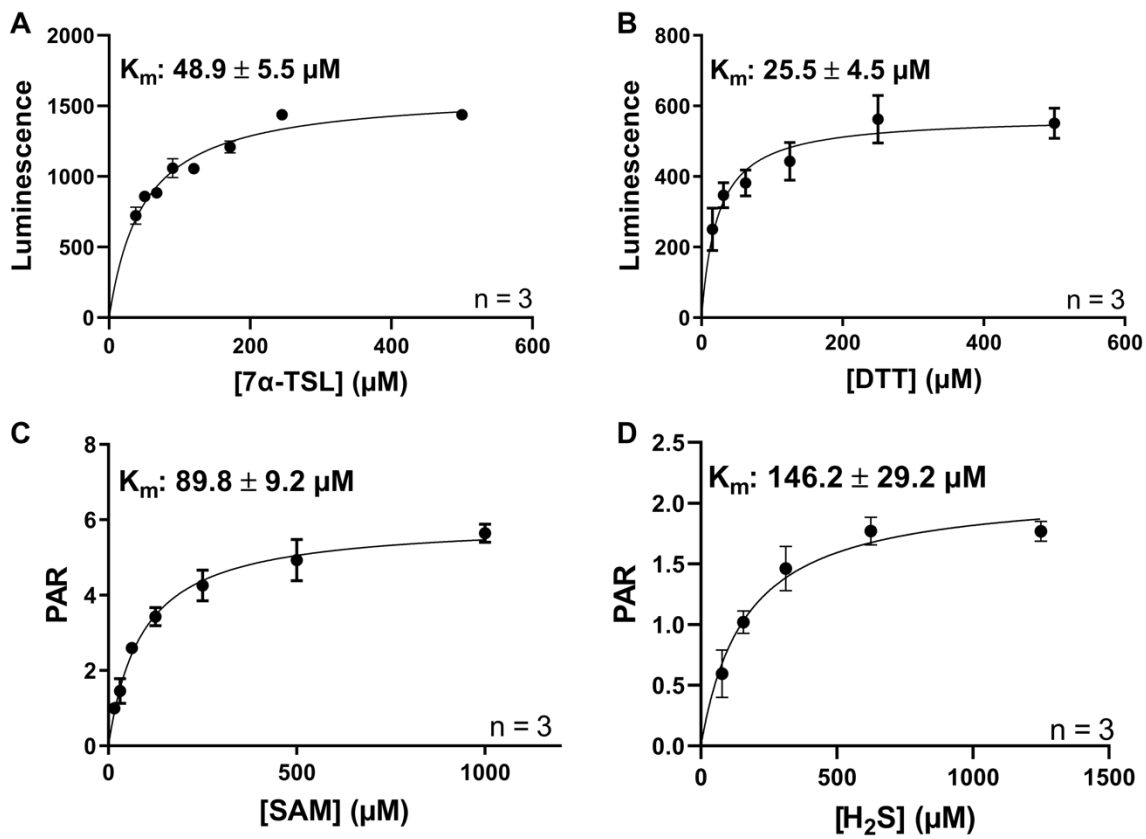 A
Luminescence
2000
1500
1000
500
0
Km: 48.9 ± 5.5 µM
n = 3
0 200 400 600
[7α-TSL] (µM)
B
Luminescence
800
600
400
200
0
Km: 25.5 ± 4.5 µM
n = 3
0 200 400 600
[DTT] (µM)
C
PAR
8
6
4
2
0
Km: 89.8 ± 9.2 µM
n = 3
0 500 1000
[SAM] (µM)
D
PAR
2.5
2.0
1.5
1.0
0.5
0.0
Km: 146.2 ± 29.2 µM
n = 3
0 500 1000 1500
[H2S] (µM)